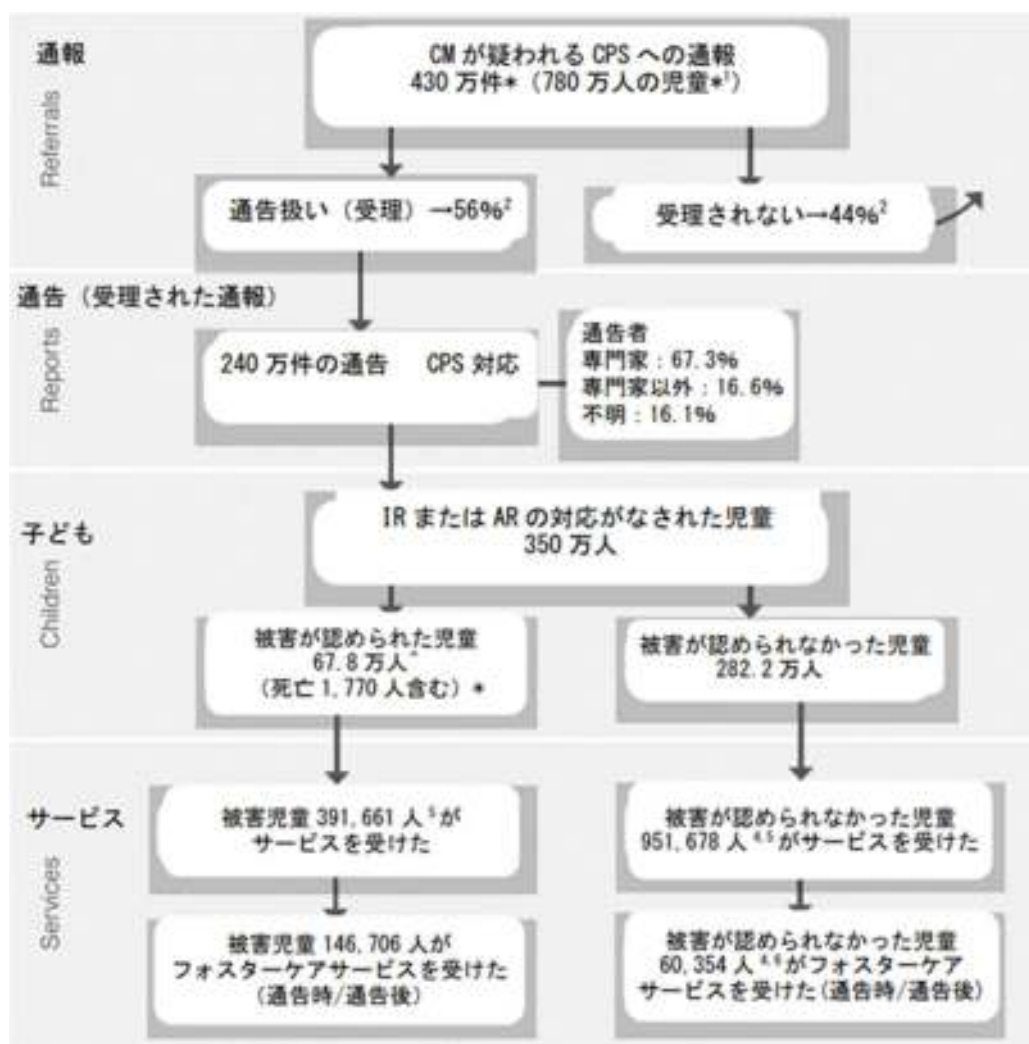 通報
Referrals
CM が疑われる CPS への通報
430 万件* (780 万人の児童*¹)
通告扱い (受理) →56%²
受理されない→44%²
通告 (受理された通報)
Reports
240 万件の通告 CPS 対応
通告者
専門家：67.3%
専門家以外：16.6%
不明：16.1%
子ども
Children
IR または AR の対応がなされた児童
350 万人
被害が認められた児童
67.8 万人^
(死亡 1,770 人含む) *
被害が認められなかった児童
282.2 万人
サービス
Services
被害児童 391,661 人⁵が
サービスを受けた
被害が認められなかった児童
951,678 人⁴,⁵がサービスを受けた
被害児童 146,706 人が
フォスターケアサービスを受けた
(通告時/通告後)
被害が認められなかった児童
60,354 人⁴,⁶がフォスターケア
サービスを受けた(通告時/通告後)